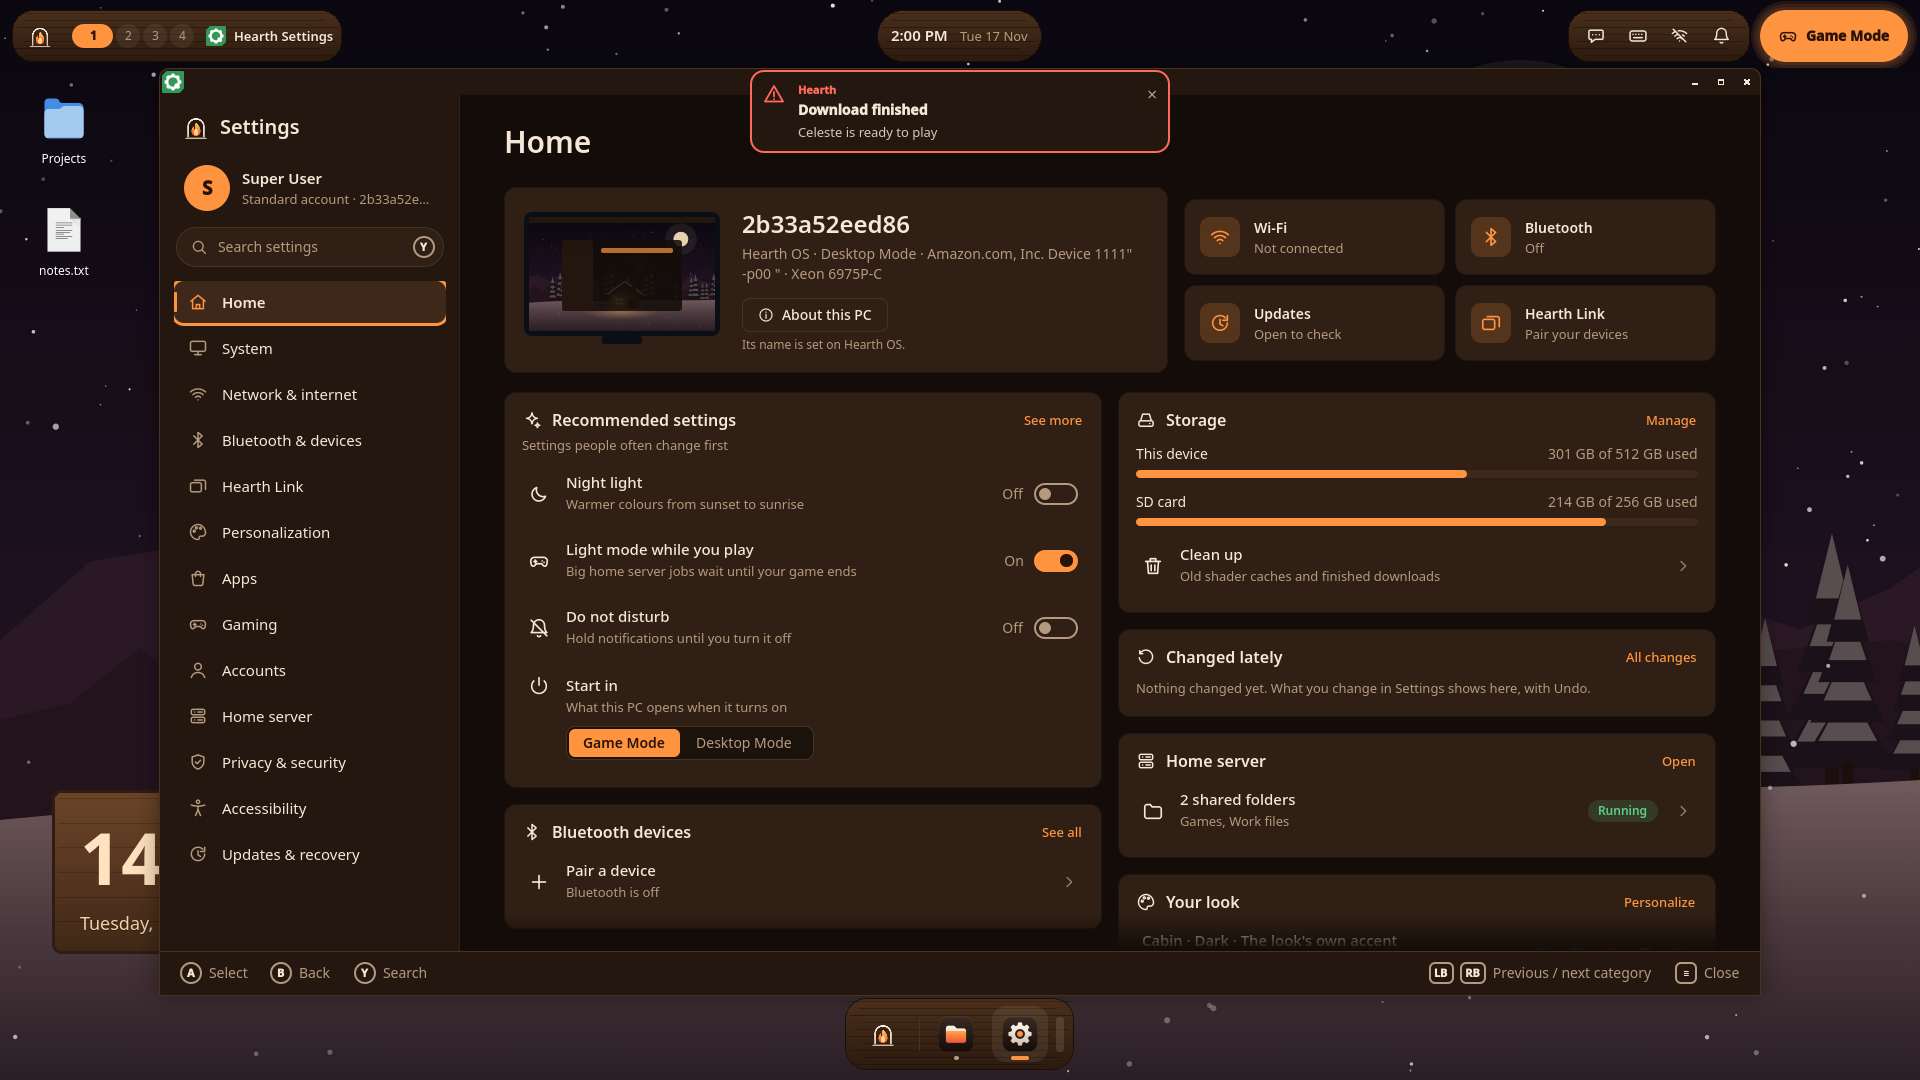 1 2 3 4 Hearth Settings
2:00 PM Tue 17 Nov
Game Mode
Projects
notes.txt
Hearth
Download finished
Celeste is ready to play
Settings
Super User
Standard account · 2b33a52e...
Search settings Y
Home
System
Network & internet
Bluetooth & devices
Hearth Link
Personalization
Apps
Gaming
Accounts
Home server
Privacy & security
Accessibility
Updates & recovery
Home
2b33a52eed86
Hearth OS · Desktop Mode · Amazon.com, Inc. Device 1111"
-p00 " · Xeon 6975P-C
About this PC
Its name is set on Hearth OS.
Wi-Fi
Not connected
Bluetooth
Off
Updates
Open to check
Hearth Link
Pair your devices
Recommended settings See more
Settings people often change first
Night light
Warmer colours from sunset to sunrise
Off
Light mode while you play
Big home server jobs wait until your game ends
On
Do not disturb
Hold notifications until you turn it off
Off
Start in
What this PC opens when it turns on
Game Mode Desktop Mode
Bluetooth devices See all
Pair a device
Bluetooth is off
Storage Manage
This device 301 GB of 512 GB used
SD card 214 GB of 256 GB used
Clean up
Old shader caches and finished downloads
Changed lately All changes
Nothing changed yet. What you change in Settings shows here, with Undo.
Home server Open
2 shared folders
Games, Work files
Running
Your look Personalize
Cabin · Dark · The look's own accent
14
Tuesday,
A Select B Back Y Search
LB RB Previous / next category Close
S